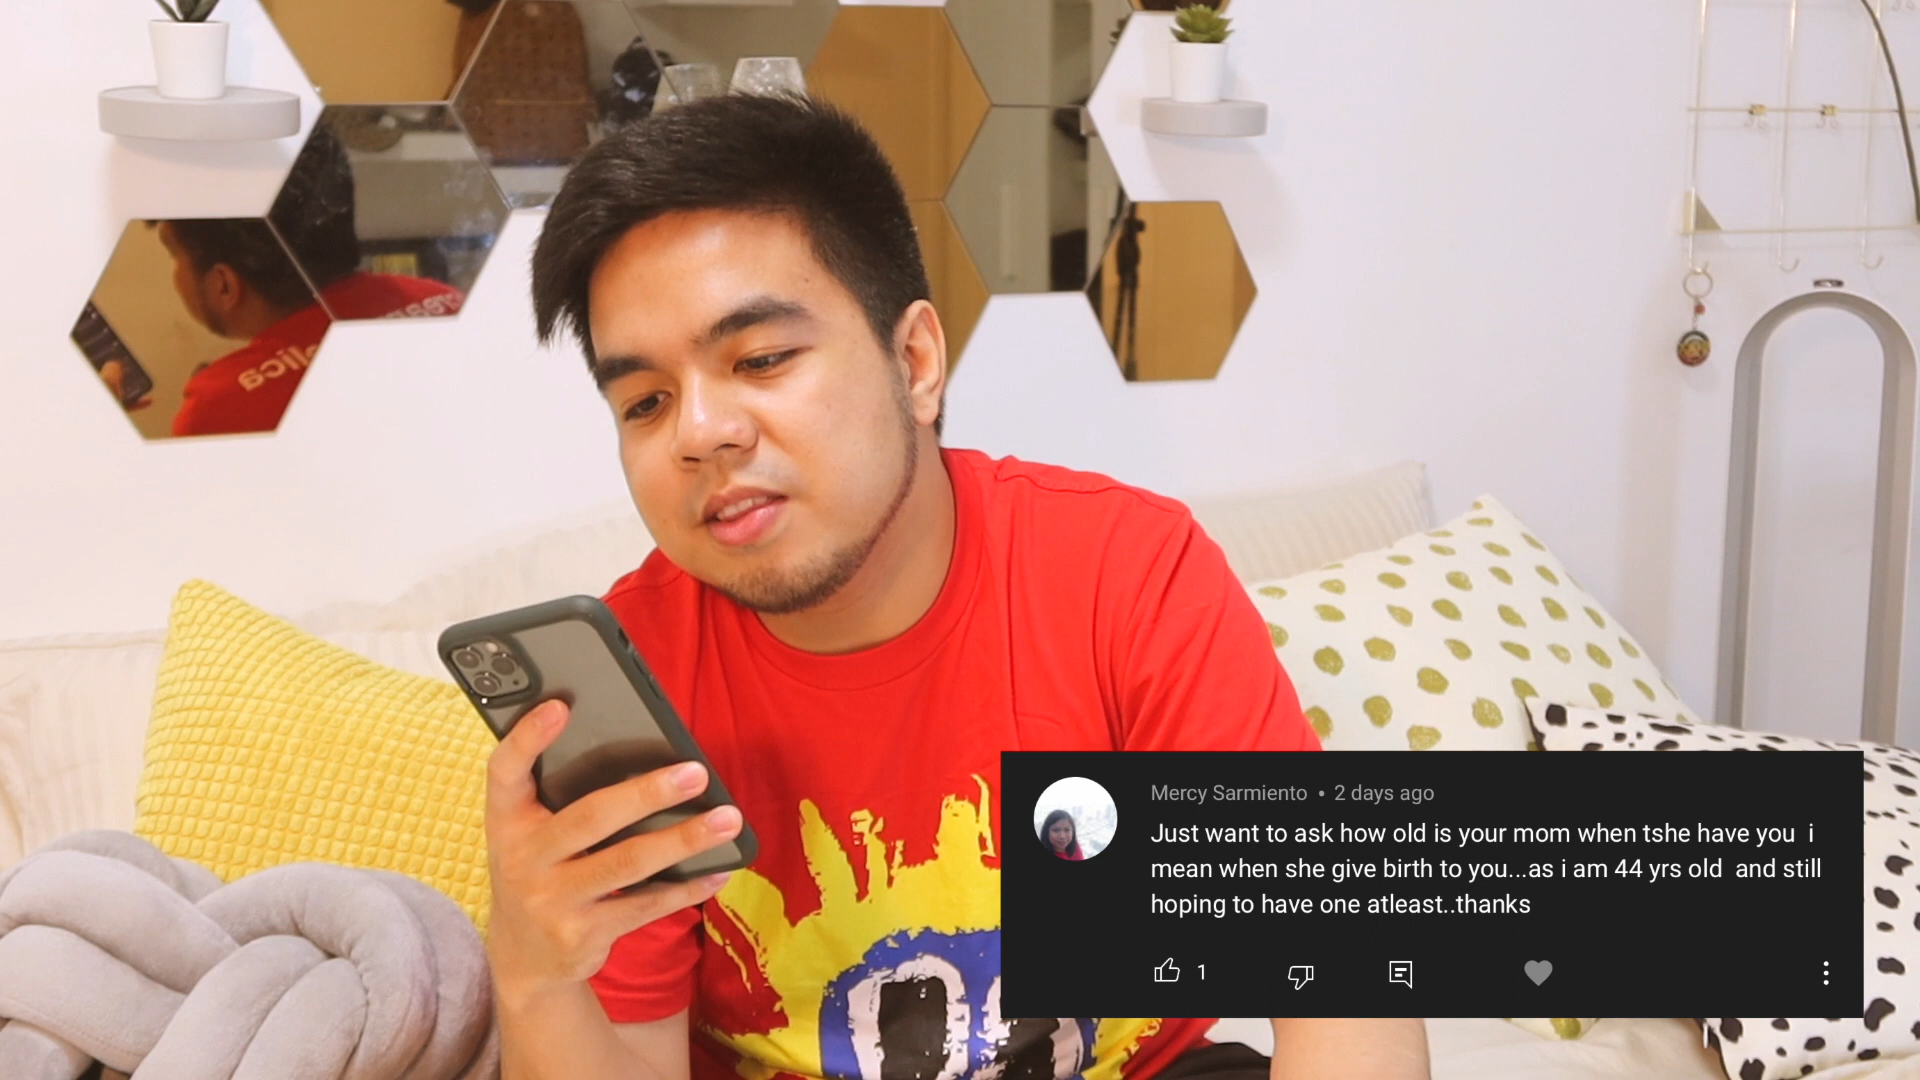 Mercy Sarmiento • 2 days ago
Just want to ask how old is your mom when tshe have you  i
mean when she give birth to you...as i am 44 yrs old  and still
hoping to have one atleast..thanks
1